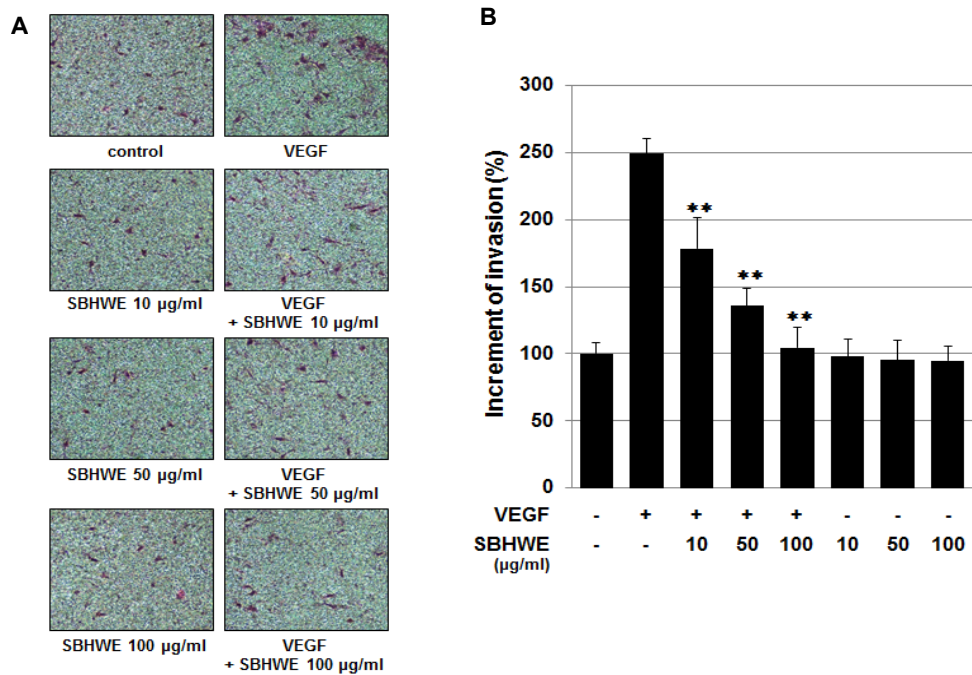 A
control
VEGF
SBHWE 10 µg/ml
VEGF
+ SBHWE 10 µg/ml
SBHWE 50 µg/ml
VEGF
+ SBHWE 50 µg/ml
SBHWE 100 µg/ml
VEGF
+ SBHWE 100 µg/ml
B
Increment of invasion (%)
300
250
200
150
100
50
0
** ** **
VEGF - + + + + - - -
SBHWE - - 10 50 100 10 50 100
(µg/ml)